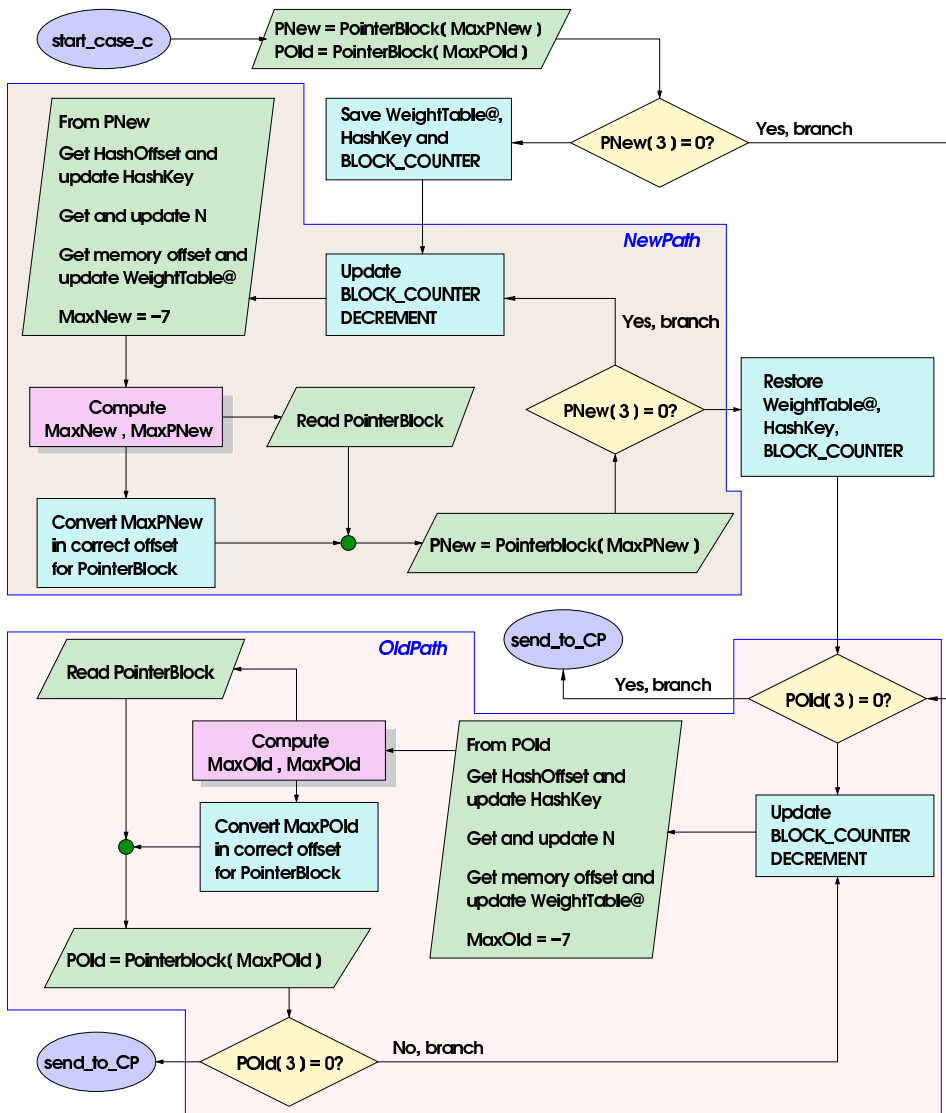 start_case_c
PNew = PointerBlock( MaxPNew )
POld = PointerBlock( MaxPOld )
PNew( 3 ) = 0?
Yes, branch
Save WeightTable@,
HashKey and
BLOCK_COUNTER
From PNew
Get HashOffset and
update HashKey
Get and update N
Get memory offset and
update WeightTable@
MaxNew = −7
NewPath
Update
BLOCK_COUNTER
DECREMENT
Yes, branch
PNew( 3 ) = 0?
Restore
WeightTable@,
HashKey,
BLOCK_COUNTER
Compute
MaxNew , MaxPNew
Read PointerBlock
Convert MaxPNew
in correct offset
for PointerBlock
PNew = Pointerblock( MaxPNew )
OldPath
send_to_CP
Yes, branch
POld( 3 ) = 0?
Read PointerBlock
Compute
MaxOld , MaxPOld
From POld
Get HashOffset and
update HashKey
Get and update N
Get memory offset and
update WeightTable@
MaxOld = −7
Update
BLOCK_COUNTER
DECREMENT
Convert MaxPOld
in correct offset
for PointerBlock
POld = Pointerblock( MaxPOld )
send_to_CP
POld( 3 ) = 0?
No, branch